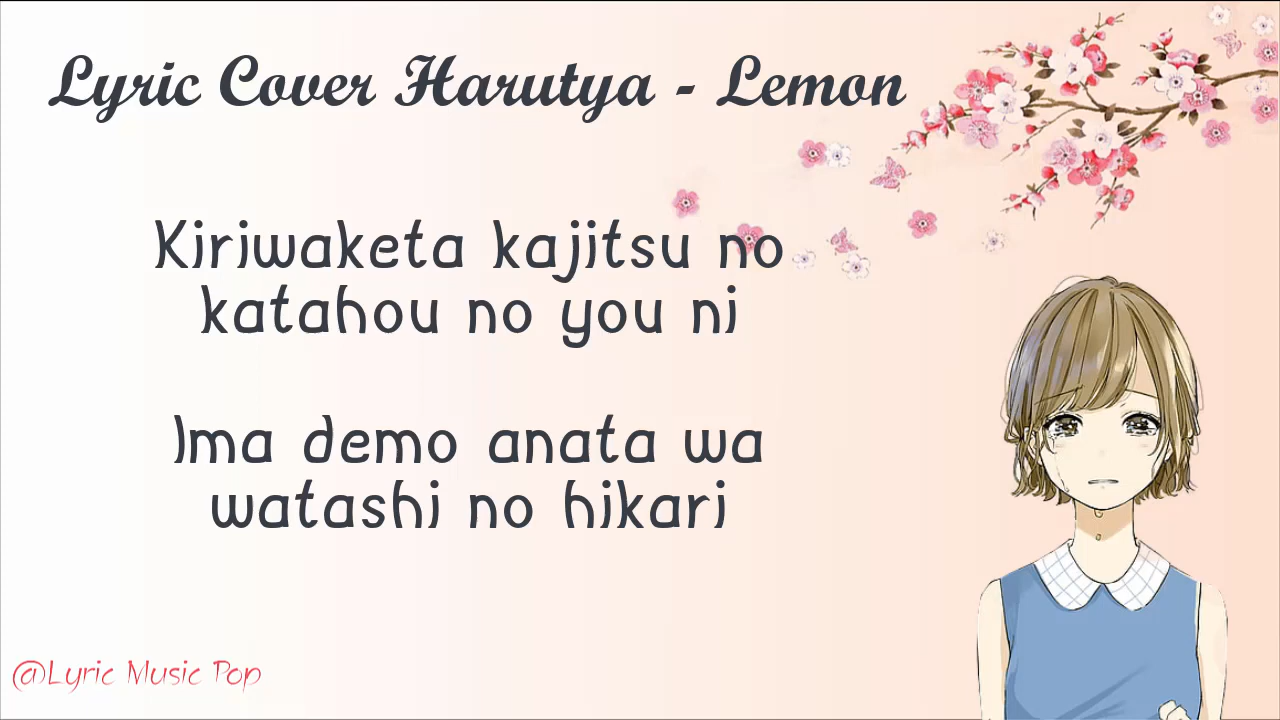 Lyric Cover Harutya - Lemon
Kiriwaketa kajitsu no
katahou no you ni
Ima demo anata wa
watashi no hikari
@Lyric Music Pop